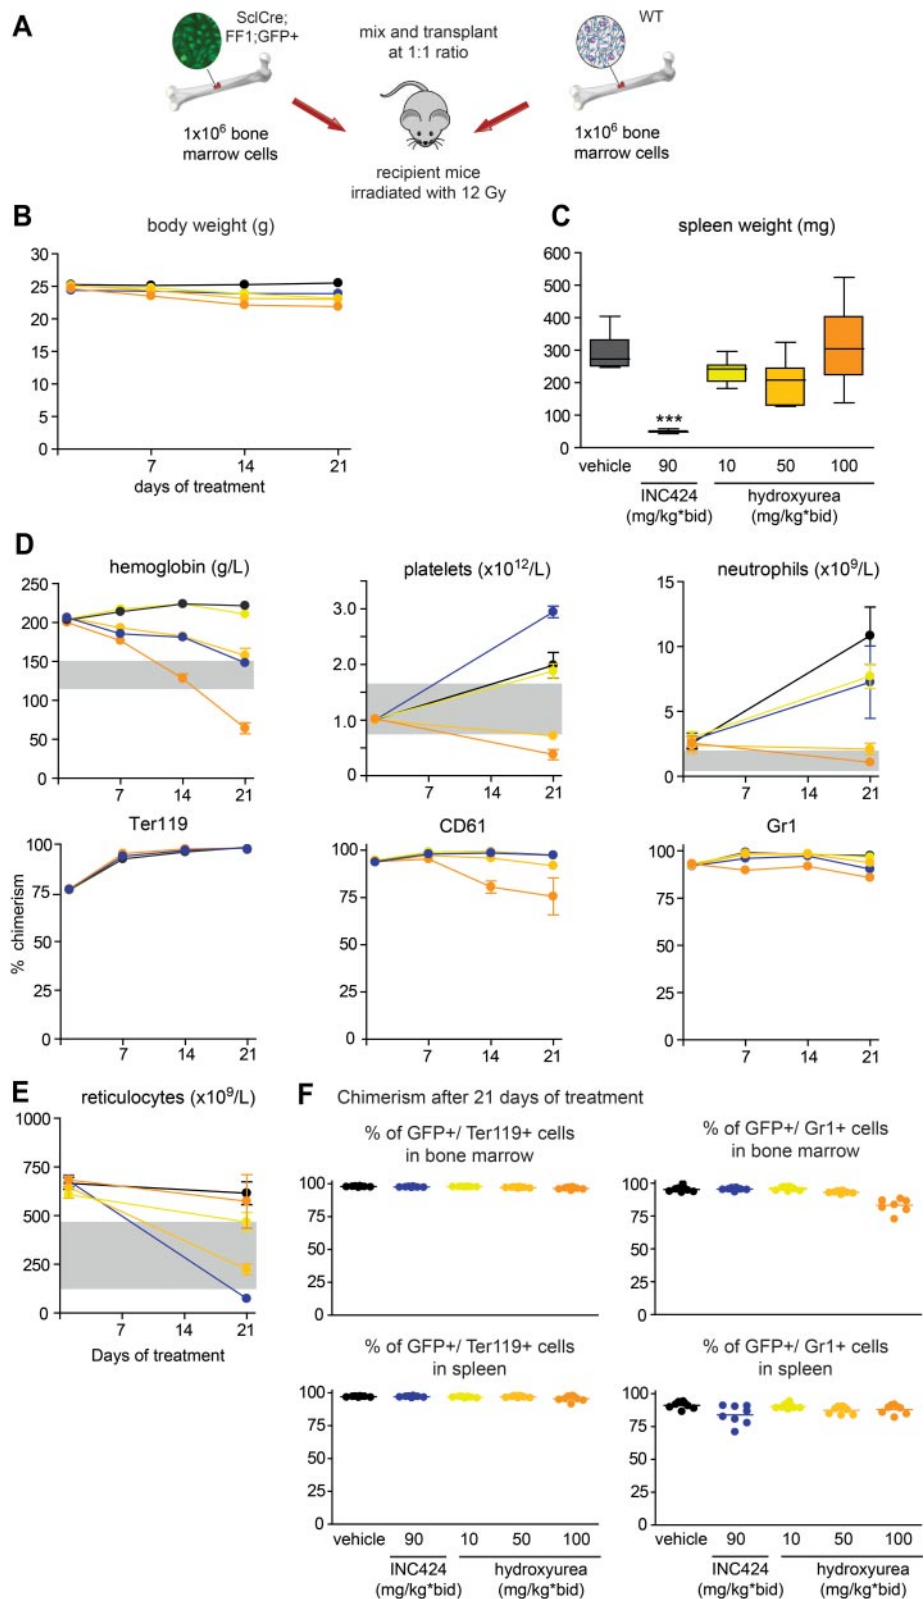 A
SclCre;
FF1;GFP+
mix and transplant
at 1:1 ratio
WT
1x10⁶ bone
marrow cells
recipient mice
irradiated with 12 Gy
1x10⁶ bone
marrow cells
B
body weight (g)
30
25
20
15
10
5
0
7 14 21
days of treatment
C
spleen weight (mg)
600
500
400
300
200
100
0
***
vehicle 90 10 50 100
INC424 hydroxyurea
(mg/kg*bid) (mg/kg*bid)
D
hemoglobin (g/L)
250
200
150
100
50
0
7 14 21
platelets (x10¹²/L)
3.0
2.0
1.0
0
7 14 21
neutrophils (x10⁹/L)
15
10
5
0
7 14 21
Ter119
% chimerism
100
75
50
25
0
7 14 21
CD61
100
75
50
25
0
7 14 21
Gr1
100
75
50
25
0
7 14 21
E
reticulocytes (x10⁹/L)
1000
750
500
250
0
7 14 21
Days of treatment
F
Chimerism after 21 days of treatment
% of GFP+/ Ter119+ cells
in bone marrow
100
75
50
25
0
% of GFP+/ Gr1+ cells
in bone marrow
100
75
50
25
0
% of GFP+/ Ter119+ cells
in spleen
100
75
50
25
0
vehicle 90 10 50 100
INC424 hydroxyurea
(mg/kg*bid) (mg/kg*bid)
% of GFP+/ Gr1+ cells
in spleen
100
75
50
25
0
vehicle 90 10 50 100
INC424 hydroxyurea
(mg/kg*bid) (mg/kg*bid)